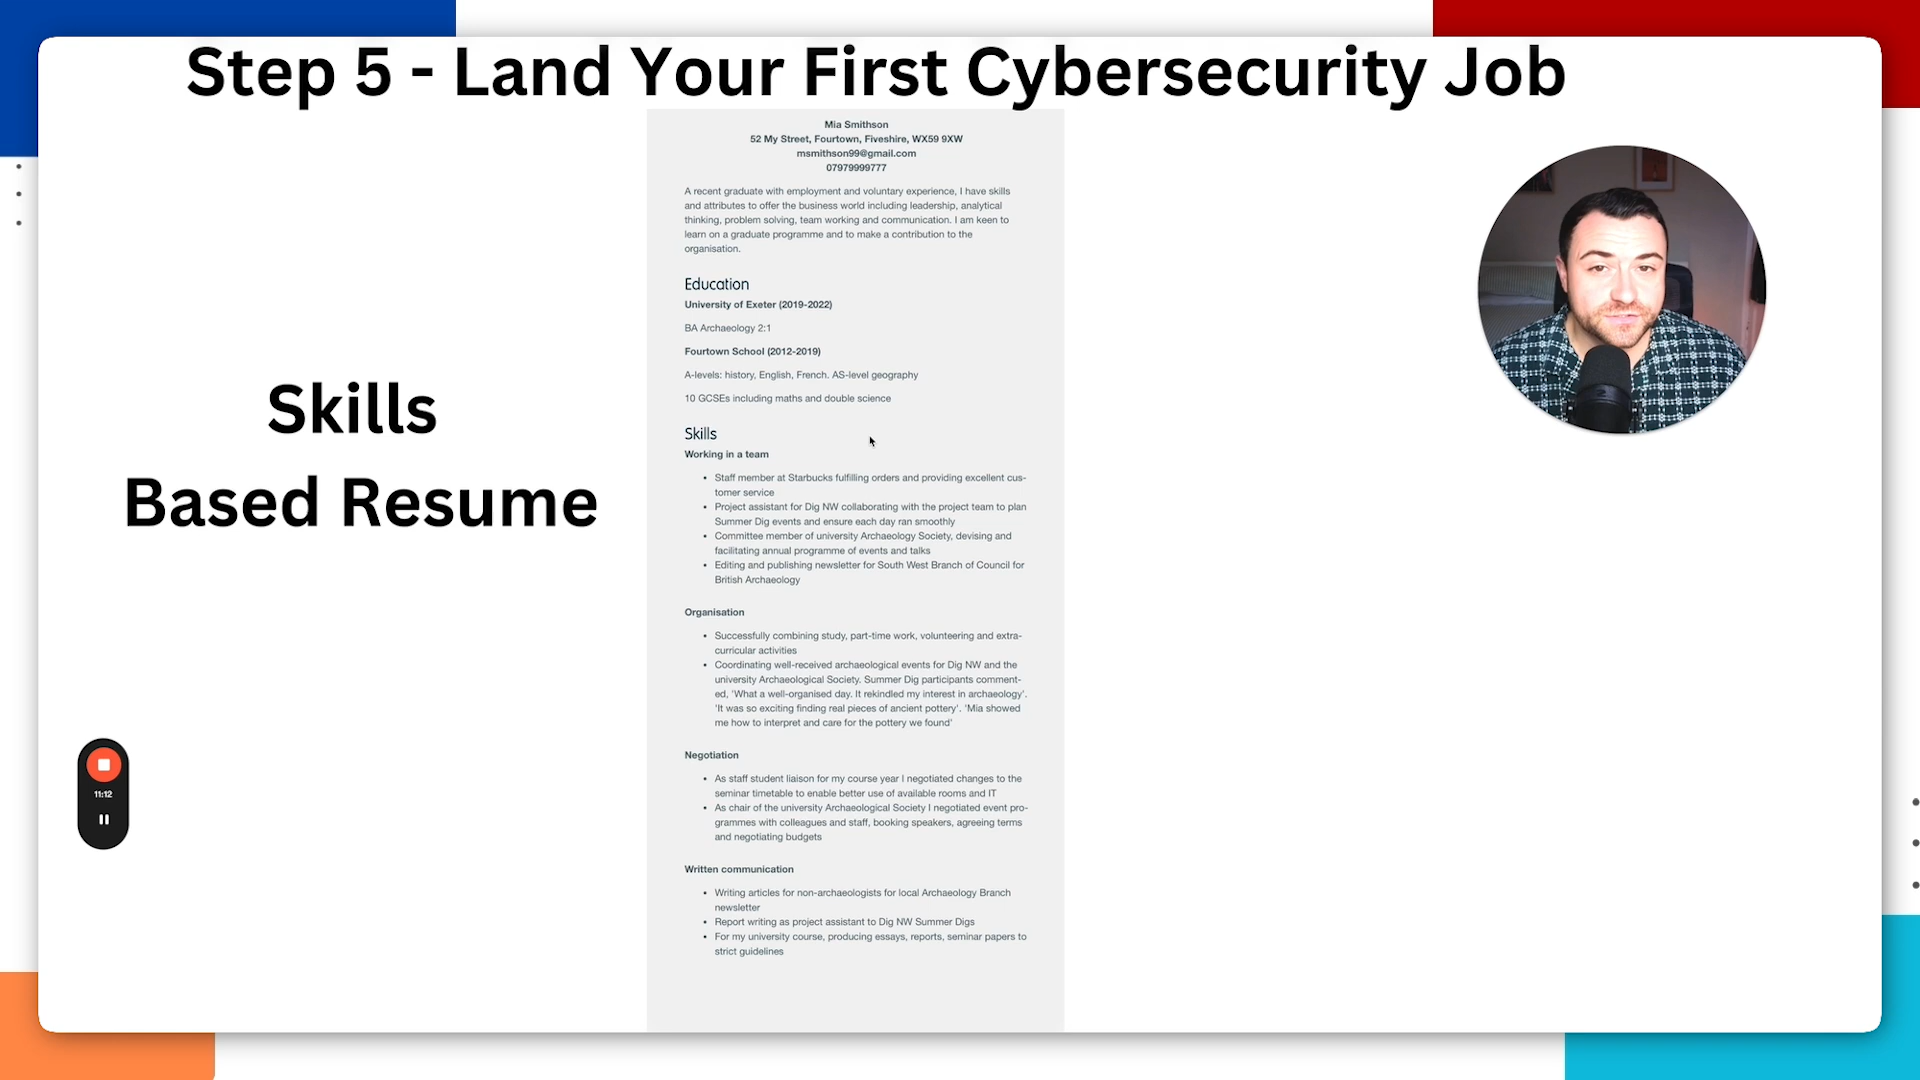 Step 5 - Land Your First Cybersecurity Job
Skills
Based Resume
Mia Smithson
52 My Street, Fourtown, Fiveshire, WX59 9XW
msmithson99@gmail.com
07979999777
A recent graduate with employment and voluntary experience, I have skills
and attributes to offer the business world including leadership, analytical
thinking, problem solving, team working and communication. I am keen to
learn on a graduate programme and to make a contribution to the
organisation.
Education
University of Exeter (2019-2022)
BA Archaeology 2:1
Fourtown School (2012-2019)
A-levels: history, English, French. AS-level geography
10 GCSEs including maths and double science
Skills
Working in a team
• Staff member at Starbucks fulfilling orders and providing excellent cus-
tomer service
• Project assistant for Dig NW collaborating with the project team to plan
Summer Dig events and ensure each day ran smoothly
• Committee member of university Archaeology Society, devising and
facilitating annual programme of events and talks
• Editing and publishing newsletter for South West Branch of Council for
British Archaeology
Organisation
• Successfully combining study, part-time work, volunteering and extra-
curricular activities
• Coordinating well-received archaeological events for Dig NW and the
university Archaeological Society. Summer Dig participants comment-
ed, 'What a well-organised day. It rekindled my interest in archaeology'.
'It was so exciting finding real pieces of ancient pottery'. 'Mia showed
me how to interpret and care for the pottery we found'
Negotiation
• As staff student liaison for my course year I negotiated changes to the
seminar timetable to enable better use of available rooms and IT
• As chair of the university Archaeological Society I negotiated event pro-
grammes with colleagues and staff, booking speakers, agreeing terms
and negotiating budgets
Written communication
• Writing articles for non-archaeologists for local Archaeology Branch
newsletter
• Report writing as project assistant to Dig NW Summer Digs
• For my university course, producing essays, reports, seminar papers to
strict guidelines
11:12